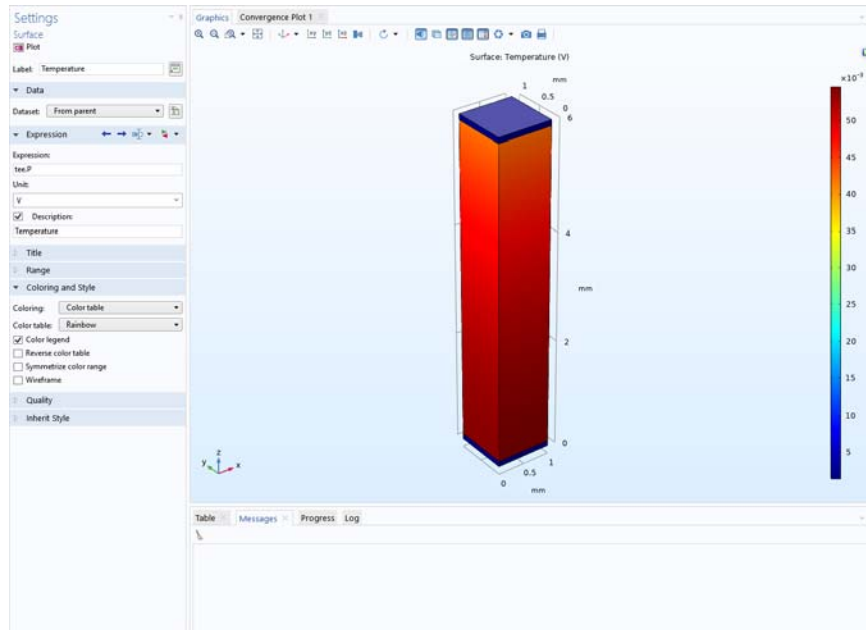 Settings
Surface
Plot
Label: Temperature
Data
Dataset: From parent
Expression
Expression:
tee.P
Unit:
V
Description:
Temperature
Title
Range
Coloring and Style
Coloring: Color table
Color table: Rainbow
Color legend
Reverse color table
Symmetrize color range
Wireframe
Quality
Inherit Style
Graphics Convergence Plot 1
Surface: Temperature (V)
mm
1
0.5
0
6
4
mm
2
0
1
0.5
0
mm
z
y x
×10⁻³
50
45
40
35
30
25
20
15
10
5
Table Messages Progress Log